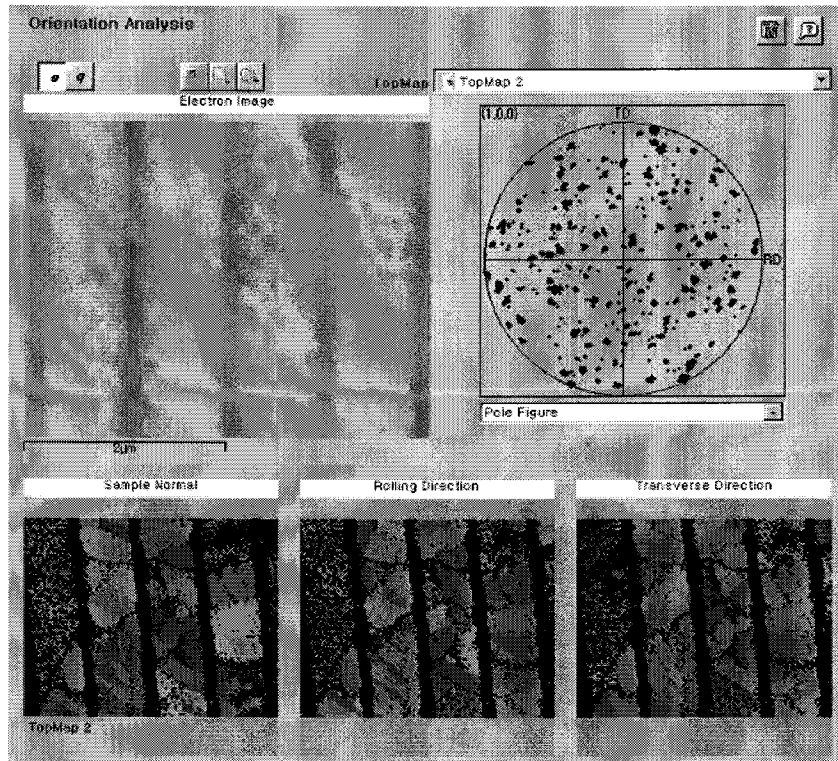 Orientation Analysis
TopMap TopMap 2
Electron Image
(1,0,0)
TD
RD
Pole Figure
2μm
Sample Normal
Rolling Direction
Transverse Direction
TopMap 2